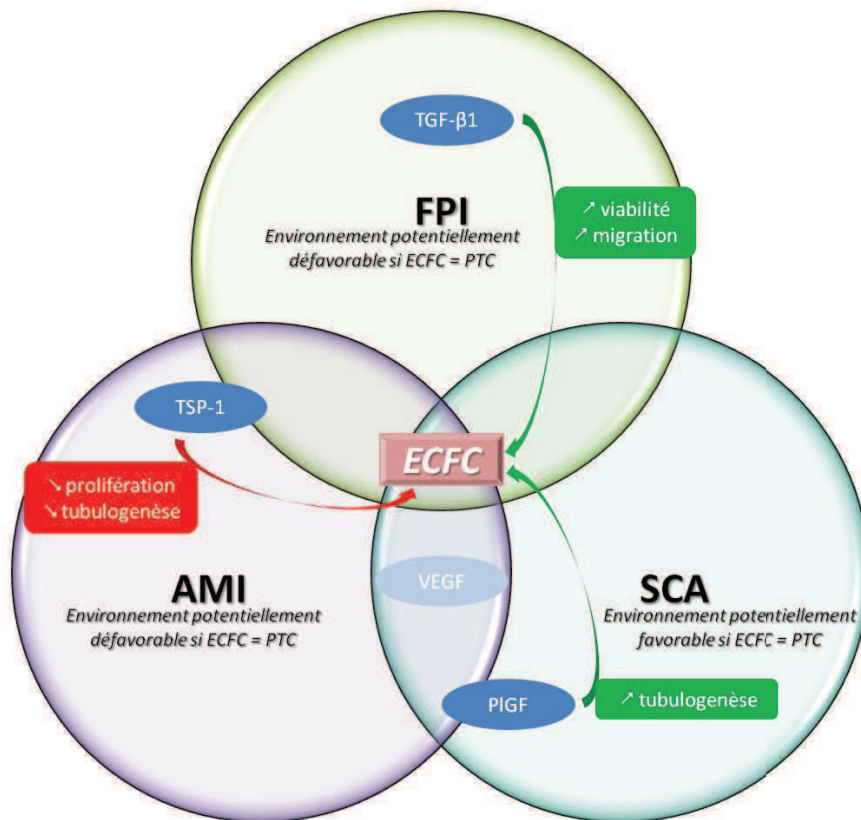 TGF-β1
FPI
Environnement potentiellement
défavorable si ECFC = PTC
↗ viabilité
↗ migration
TSP-1
ECFC
↘ prolifération
↘ tubulogenèse
VEGF
AMI
Environnement potentiellement
défavorable si ECFC = PTC
SCA
Environnement potentiellement
favorable si ECFC = PTC
PlGF
↗ tubulogenèse